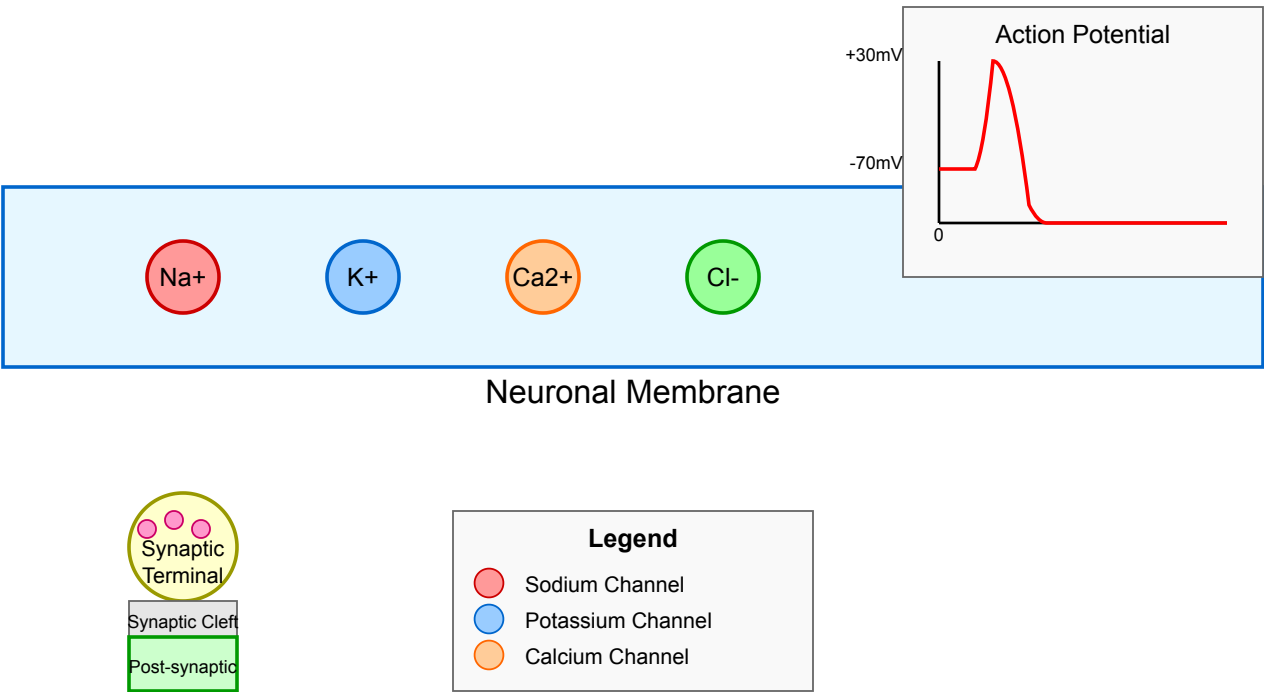 Action Potential
+30mV
-70mV
0
Na+
K+
Ca2+
Cl-
Neuronal Membrane
Synaptic
Terminal
Synaptic Cleft
Post-synaptic
Legend
Sodium Channel
Potassium Channel
Calcium Channel